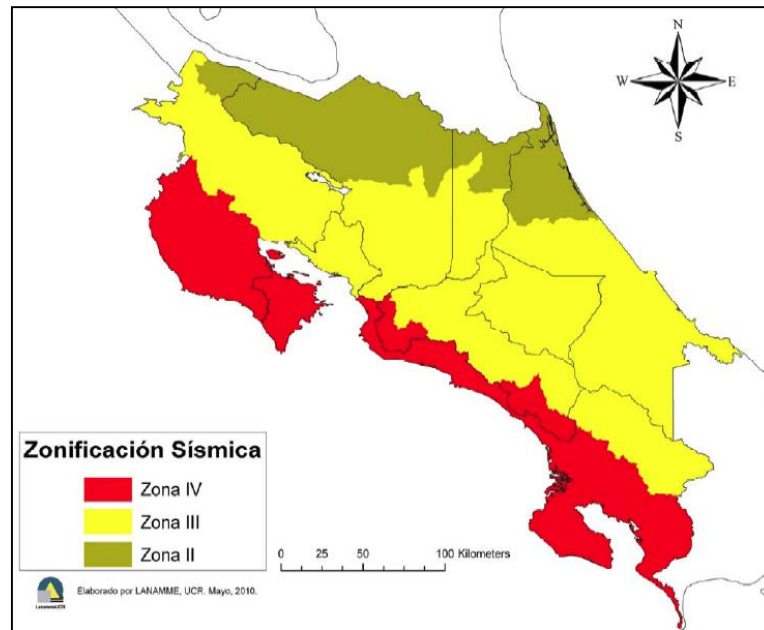 N
W E
S
Zonificación Sísmica
Zona IV
Zona III
Zona II
0 25 50 100 Kilometers
LanammeUCR
Elaborado por LANAMME, UCR. Mayo, 2010.